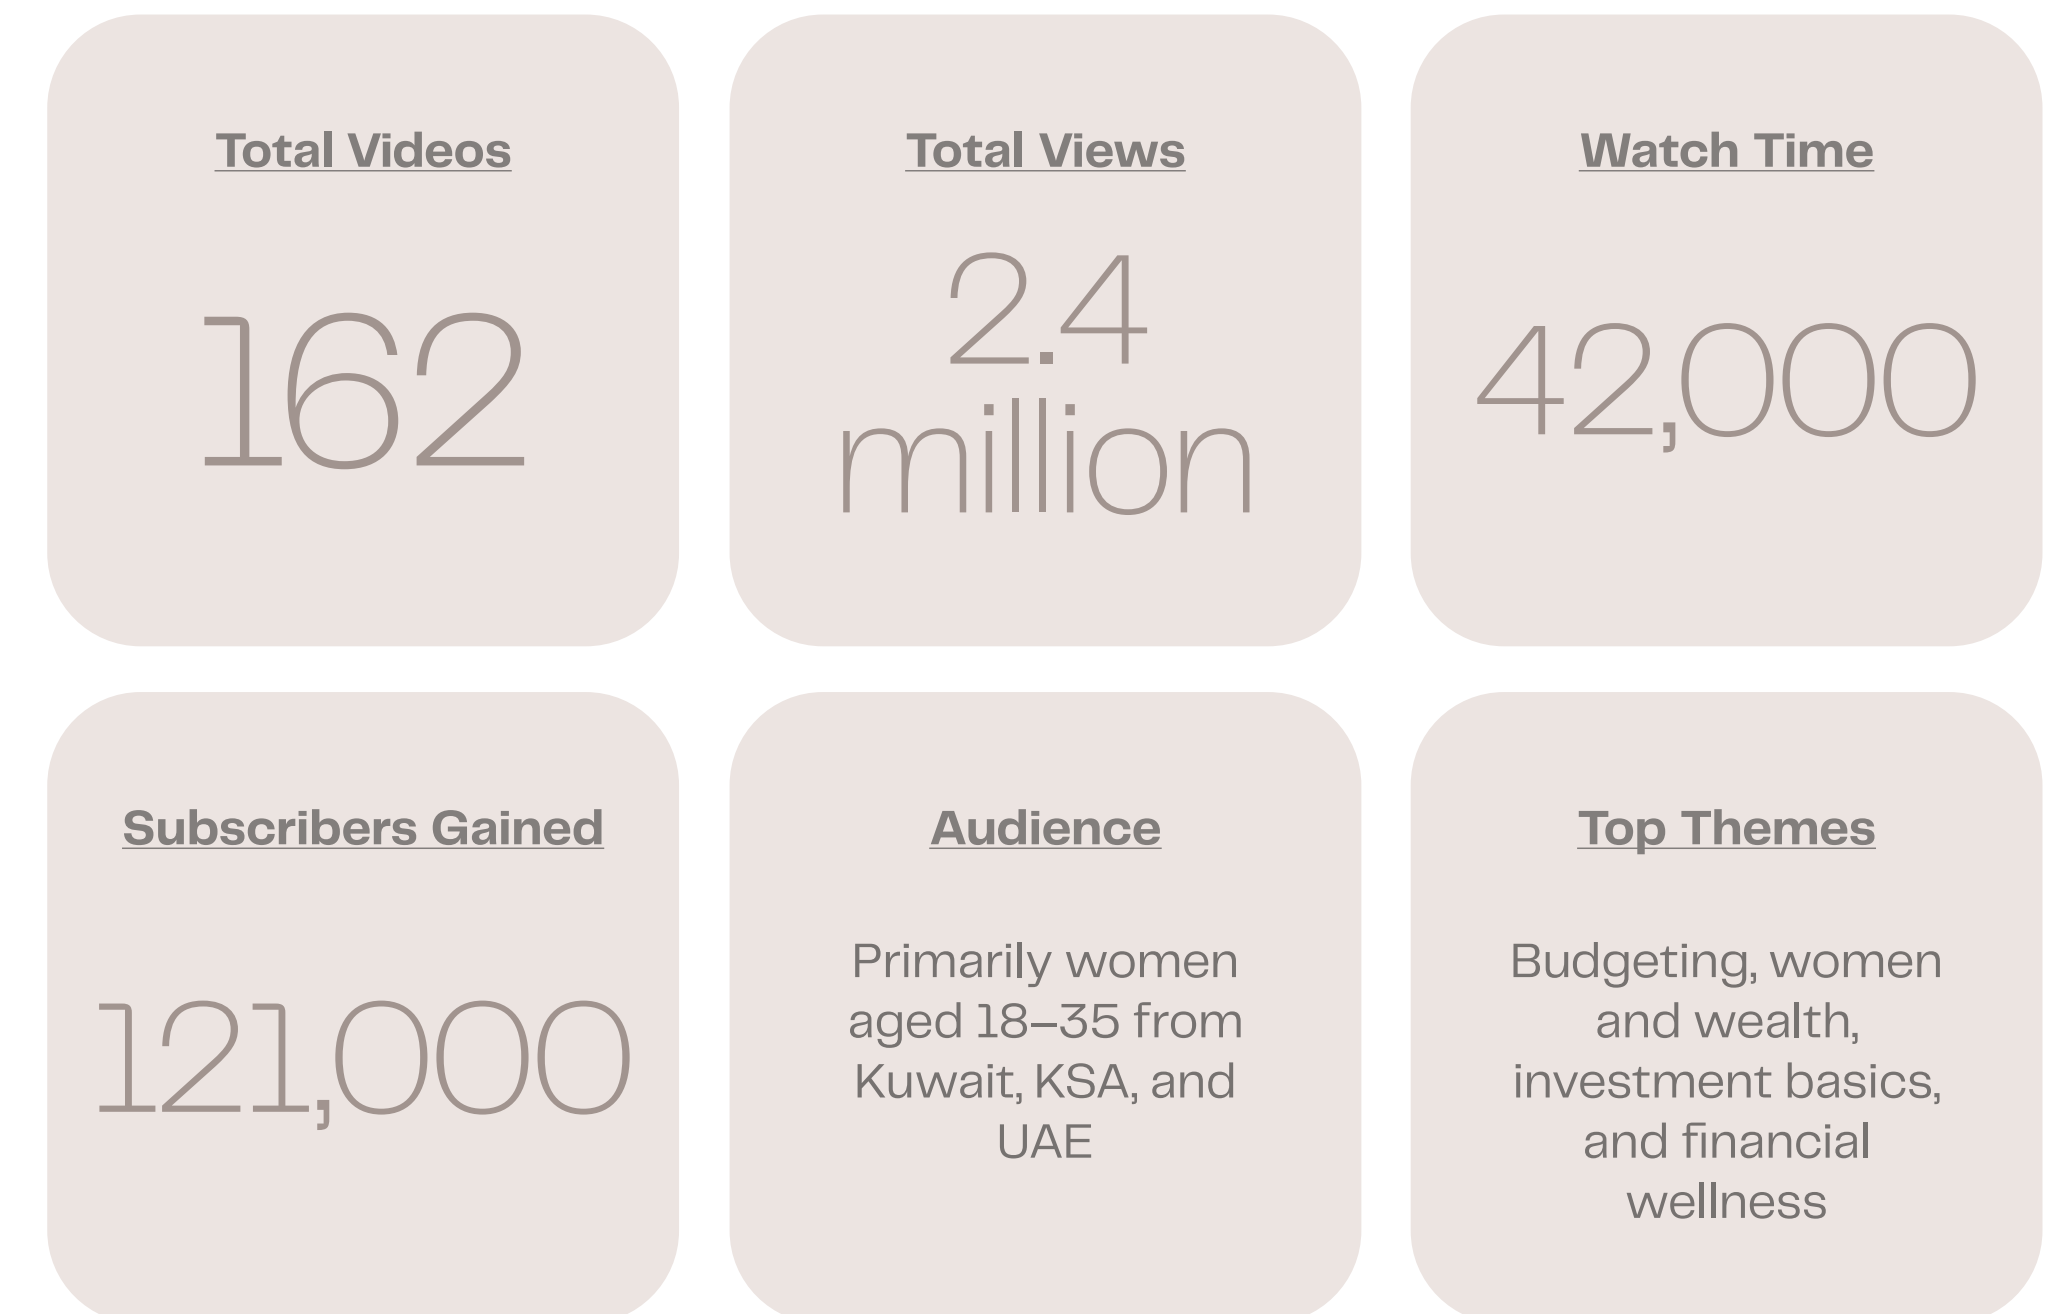 Total Videos
162
Total Views
2.4
million
Watch Time
42,000
Subscribers Gained
121,000
Audience
Primarily women
aged 18–35 from
Kuwait, KSA, and
UAE
Top Themes
Budgeting, women
and wealth,
investment basics,
and financial
wellness